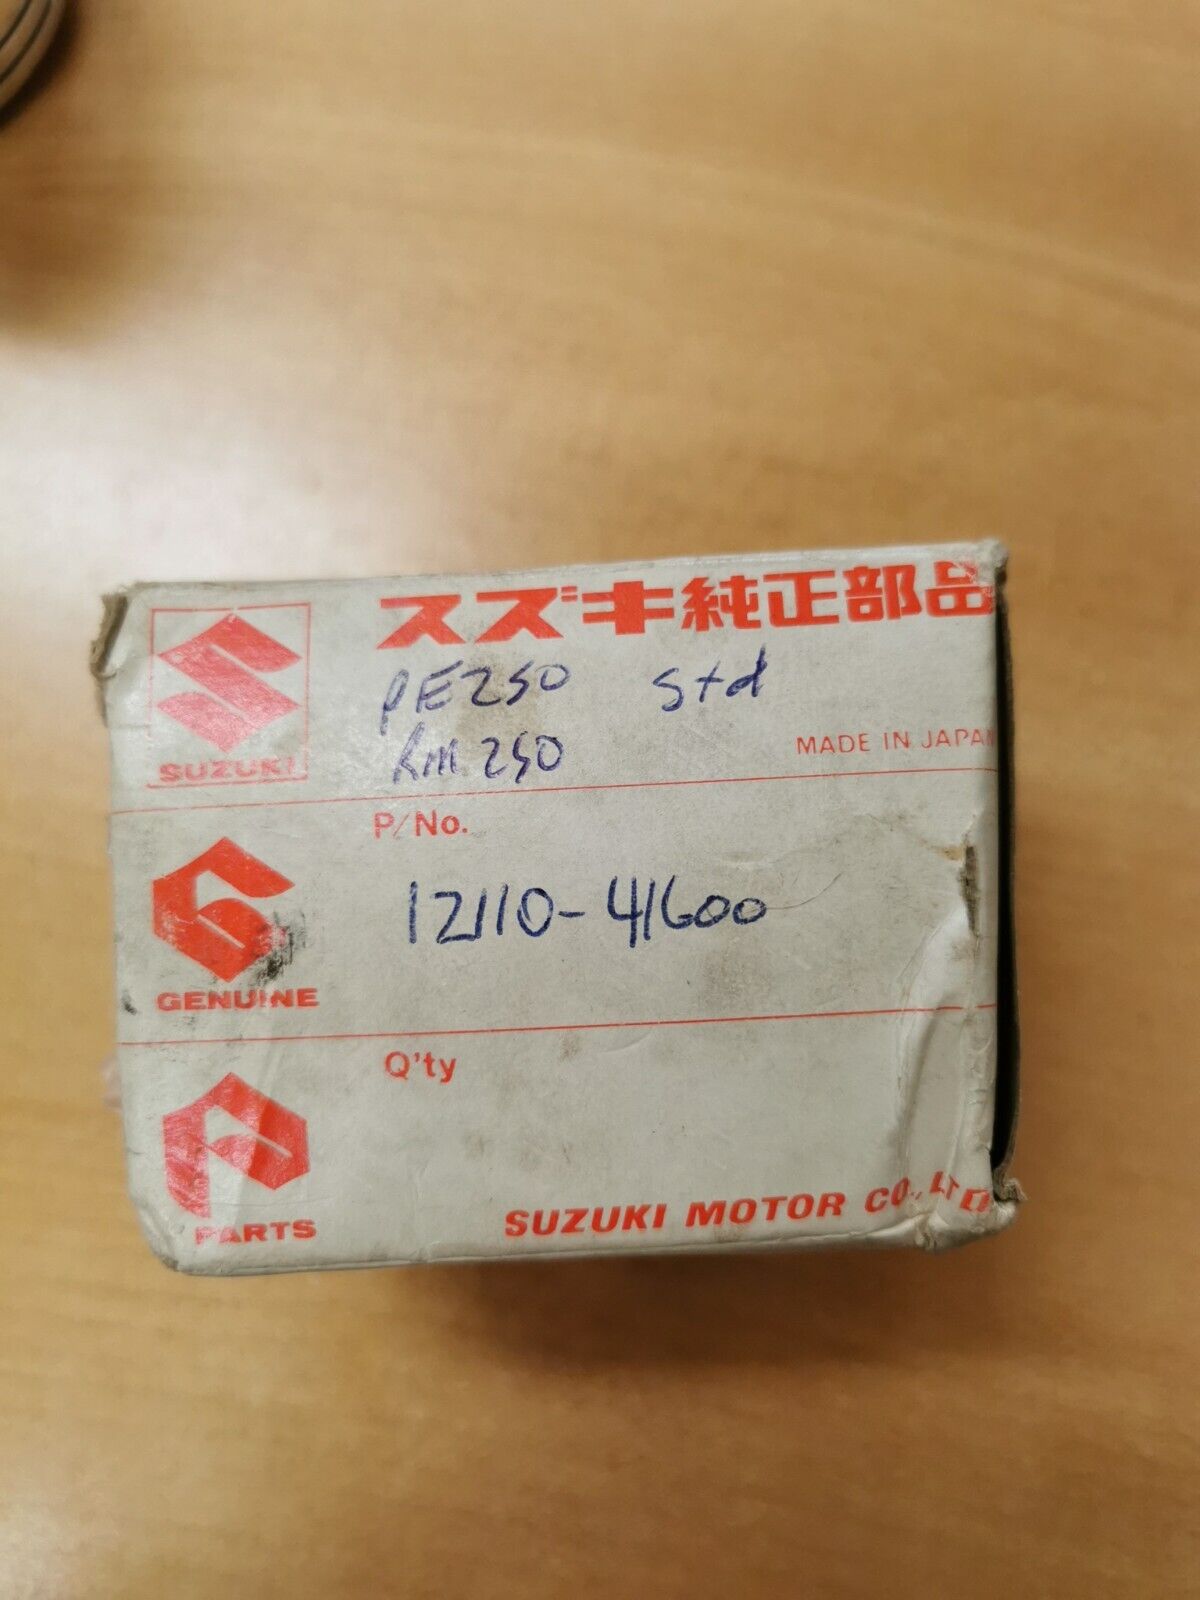 スズキ純正部品
PE250 std
Rm 250
MADE IN JAPAN
SUZUKI
P/No.
12110-41600
GENUINE
Q'ty
PARTS
SUZUKI MOTOR CO., LTD.